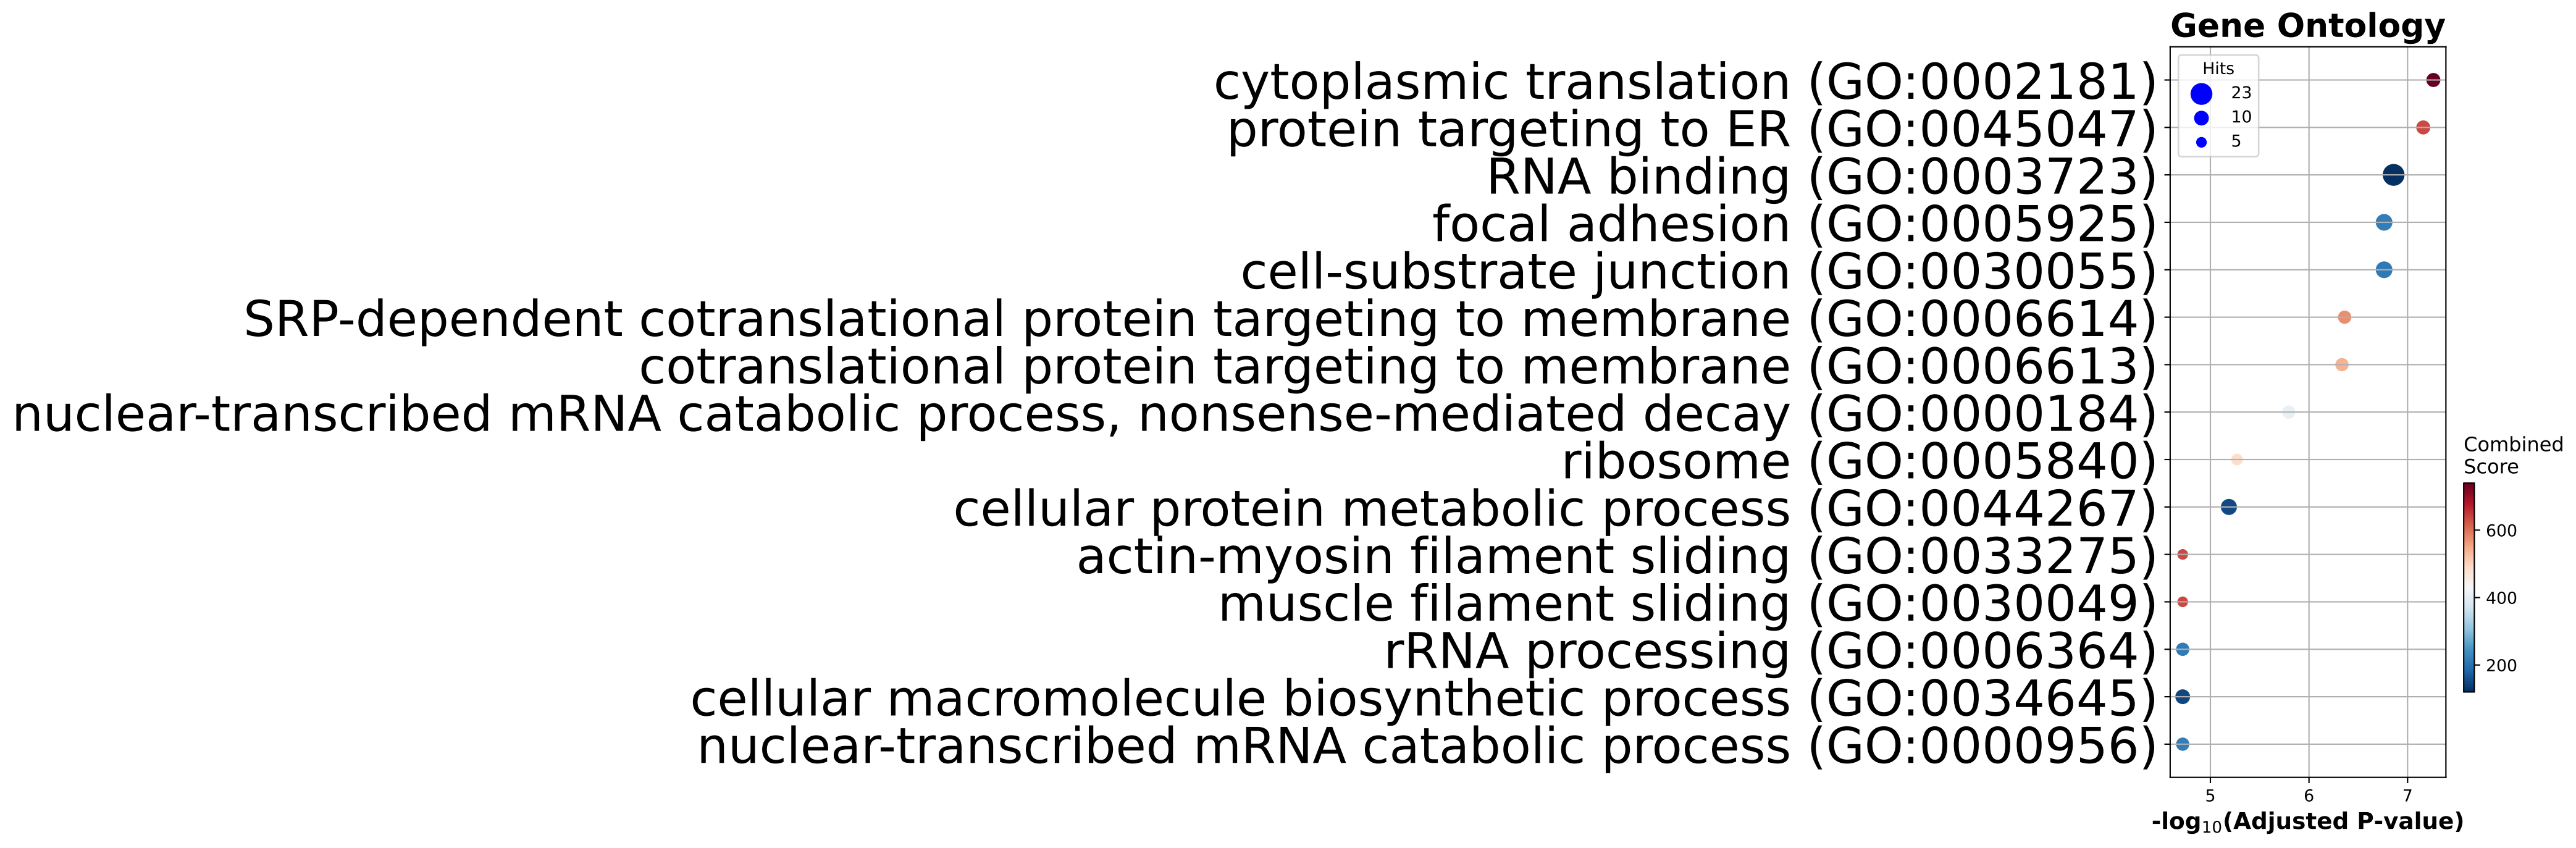 Gene Ontology
cytoplasmic translation (GO:0002181)
protein targeting to ER (GO:0045047)
RNA binding (GO:0003723)
focal adhesion (GO:0005925)
cell-substrate junction (GO:0030055)
SRP-dependent cotranslational protein targeting to membrane (GO:0006614)
cotranslational protein targeting to membrane (GO:0006613)
nuclear-transcribed mRNA catabolic process, nonsense-mediated decay (GO:0000184)
ribosome (GO:0005840)
cellular protein metabolic process (GO:0044267)
actin-myosin filament sliding (GO:0033275)
muscle filament sliding (GO:0030049)
rRNA processing (GO:0006364)
cellular macromolecule biosynthetic process (GO:0034645)
nuclear-transcribed mRNA catabolic process (GO:0000956)
Hits
23
10
5
5 6 7
-log10(Adjusted P-value)
Combined
Score
600
400
200